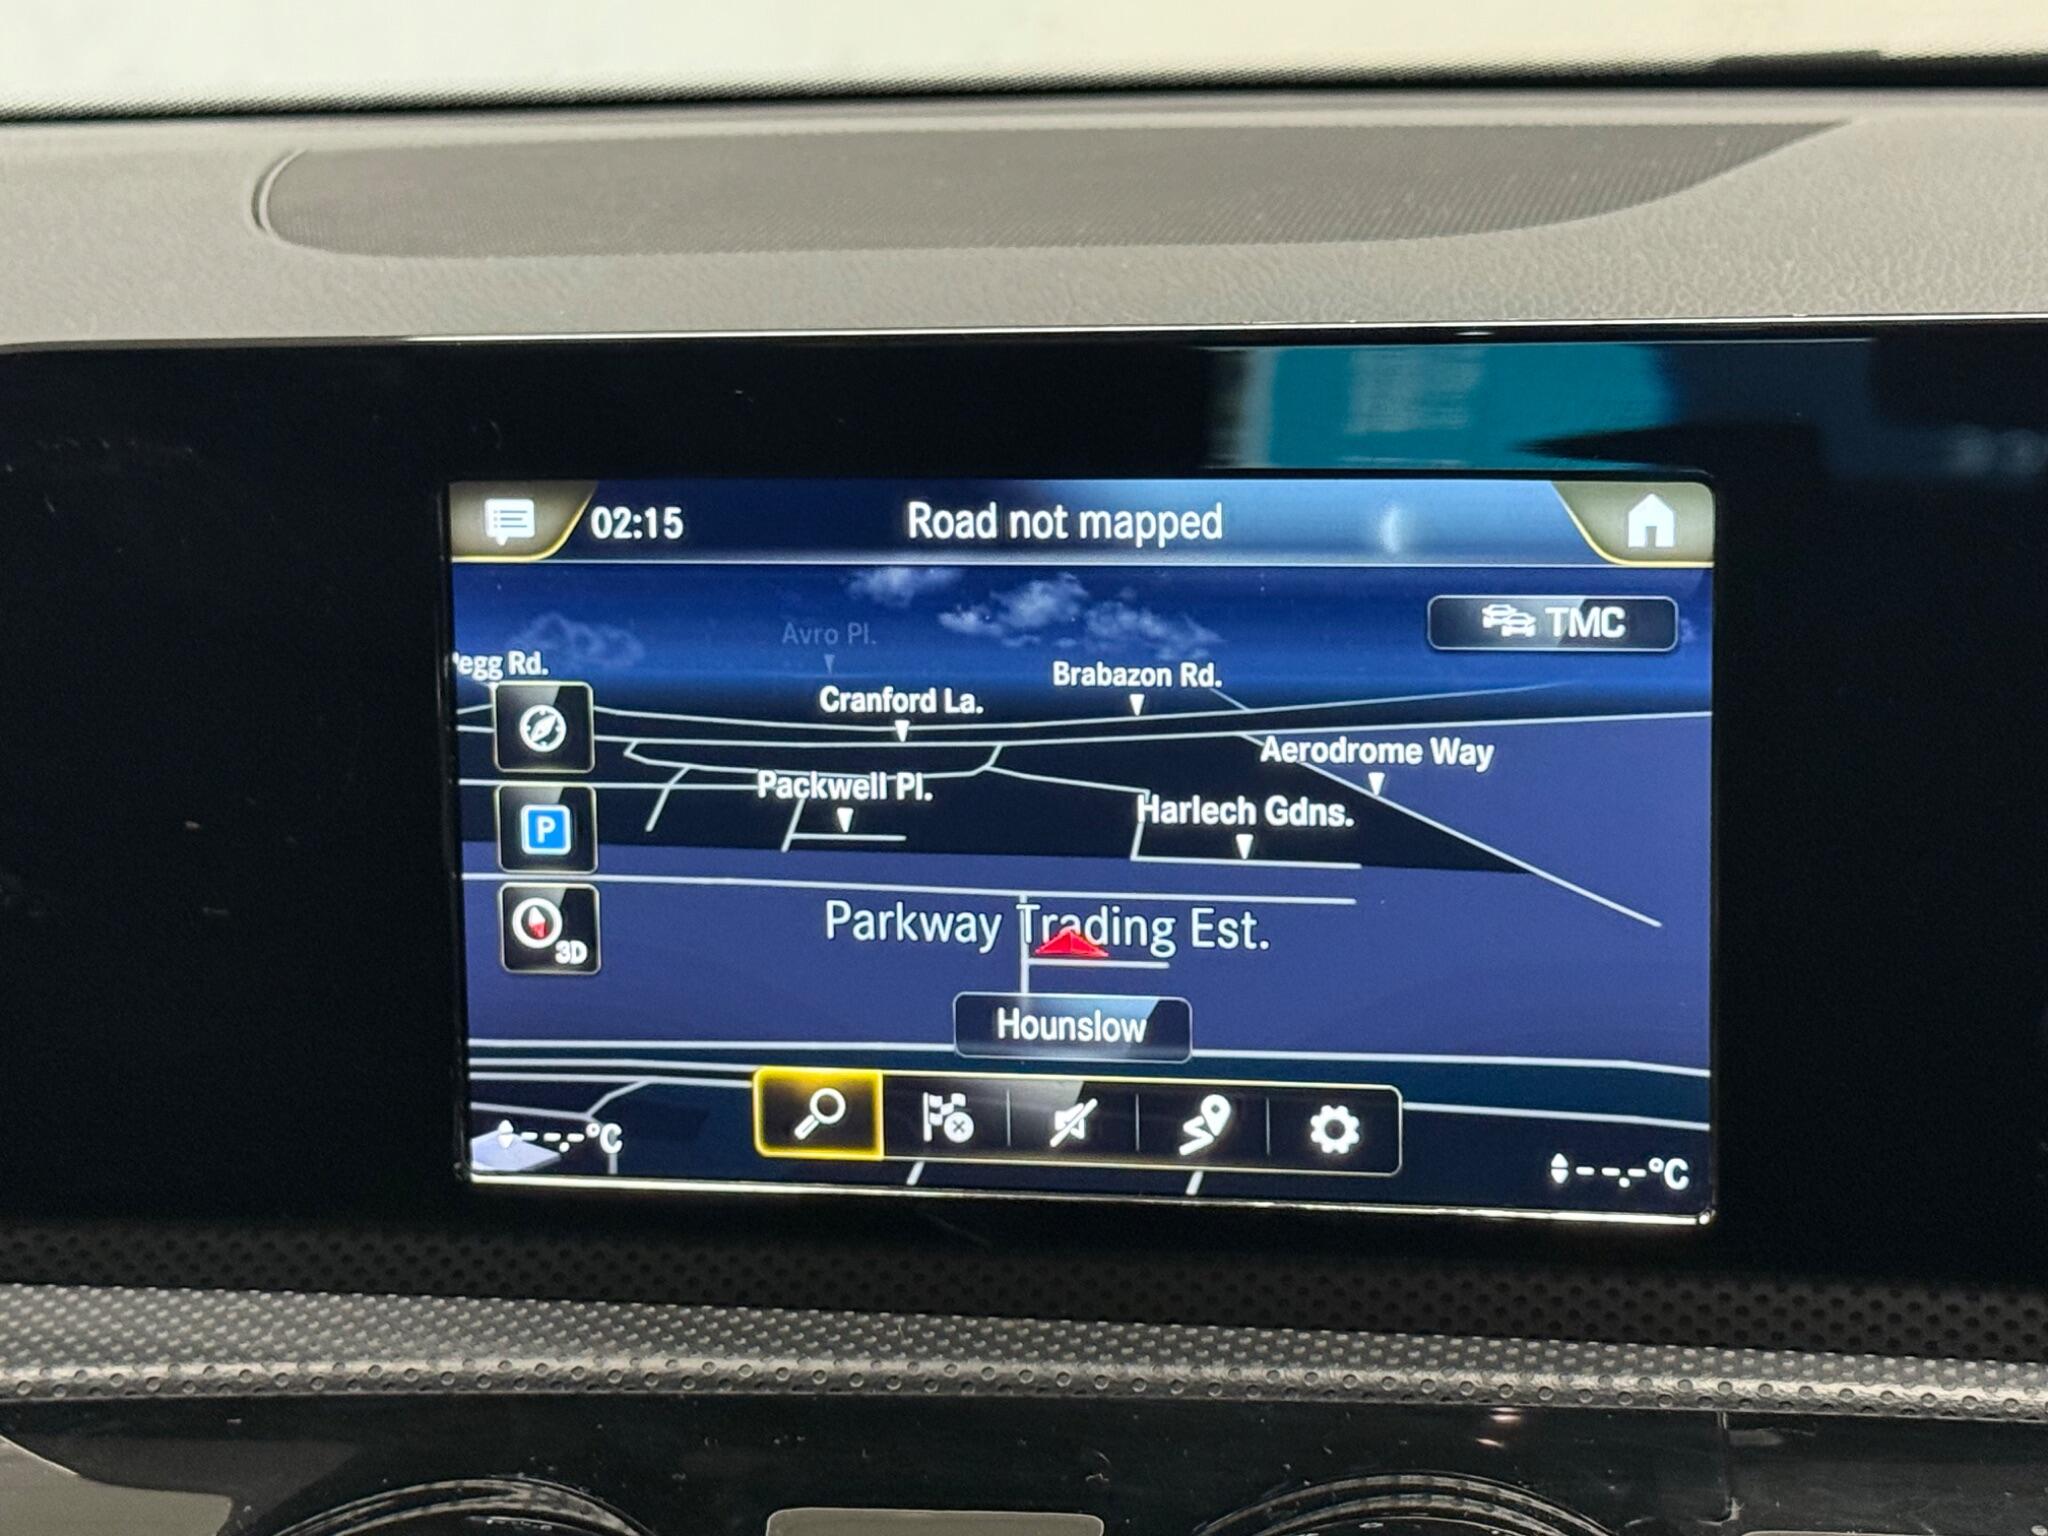 02:15
Road not mapped
TMC
Avro Pl.
Rd.
Brabazon Rd.
Cranford La.
Aerodrome Way
Packwell Pl.
Harlech Gdns.
P
Parkway Trading Est.
3D
Hounslow
--.-°C
--.-°C